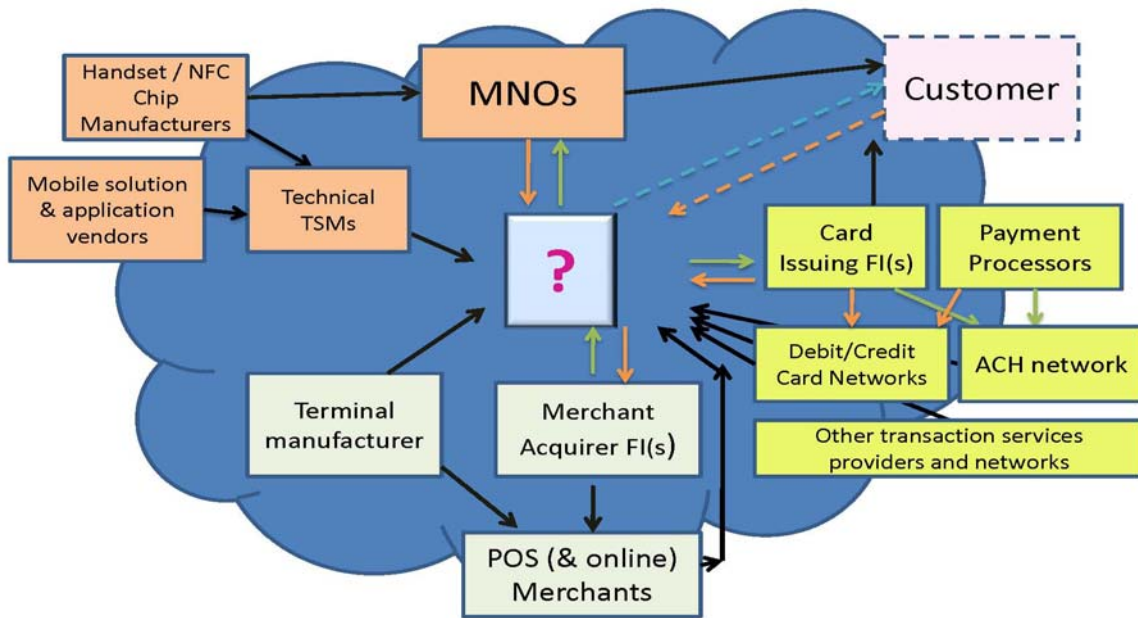 Handset / NFC
Chip
Manufacturers
MNOs
Customer
Mobile solution
& application
vendors
Technical
TSMs
?
Card
Issuing FI(s)
Payment
Processors
Debit/Credit
Card Networks
ACH network
Terminal
manufacturer
Merchant
Acquirer FI(s)
Other transaction services
providers and networks
POS (& online)
Merchants